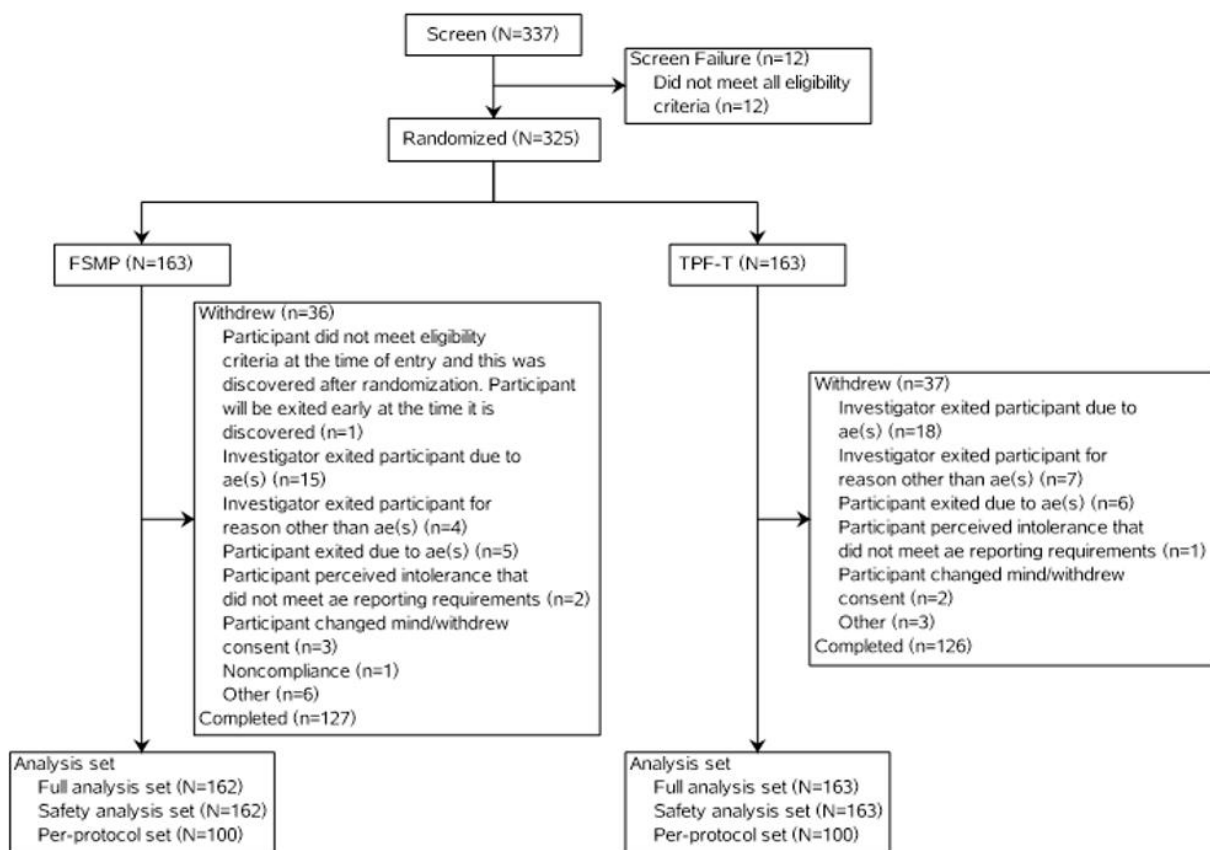 Screen (N=337)
Screen Failure (n=12)
Did not meet all eligibility
criteria (n=12)
Randomized (N=325)
FSMP (N=163)
TPF-T (N=163)
Withdrew (n=36)
Participant did not meet eligibility
criteria at the time of entry and this was
discovered after randomization. Participant
will be exited early at the time it is
discovered (n=1)
Investigator exited participant due to
ae(s) (n=15)
Investigator exited participant for
reason other than ae(s) (n=4)
Participant exited due to ae(s) (n=5)
Participant perceived intolerance that
did not meet ae reporting requirements (n=2)
Participant changed mind/withdrew
consent (n=3)
Noncompliance (n=1)
Other (n=6)
Completed (n=127)
Withdrew (n=37)
Investigator exited participant due to
ae(s) (n=18)
Investigator exited participant for
reason other than ae(s) (n=7)
Participant exited due to ae(s) (n=6)
Participant perceived intolerance that
did not meet ae reporting requirements (n=1)
Participant changed mind/withdrew
consent (n=2)
Other (n=3)
Completed (n=126)
Analysis set
Full analysis set (N=162)
Safety analysis set (N=162)
Per-protocol set (N=100)
Analysis set
Full analysis set (N=163)
Safety analysis set (N=163)
Per-protocol set (N=100)